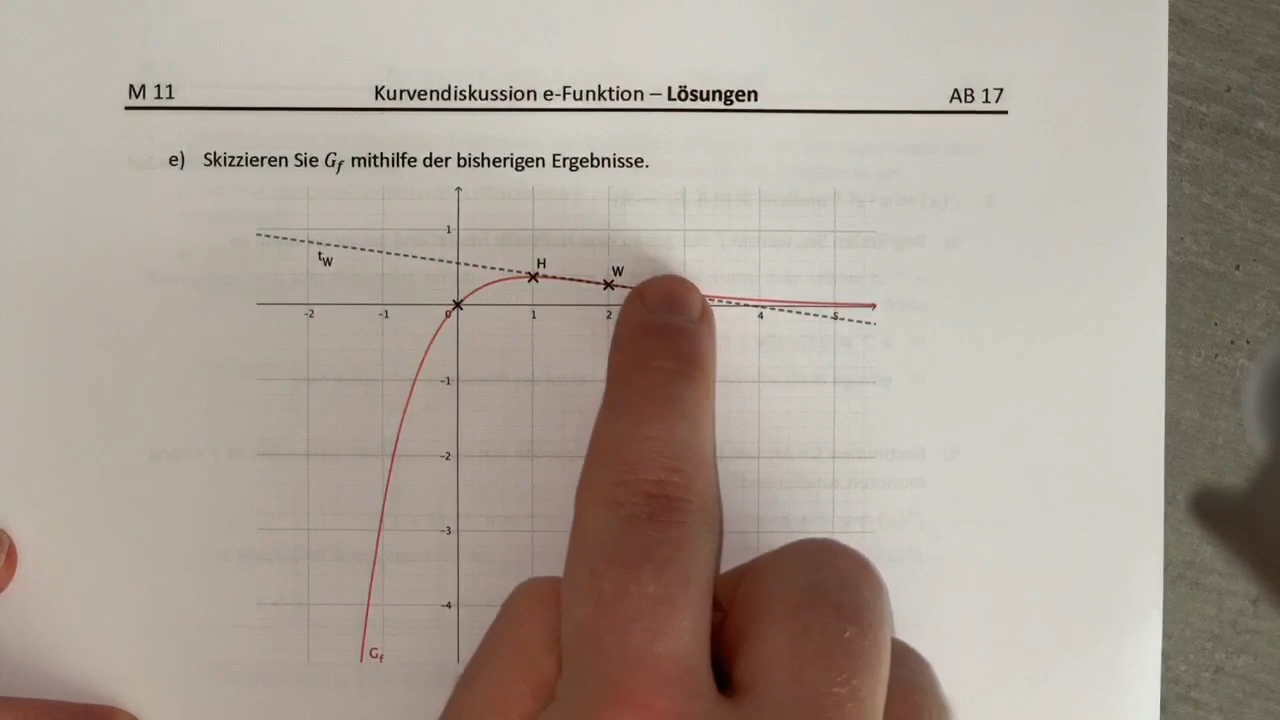 M 11 Kurvendiskussion e-Funktion – Lösungen AB 17
e) Skizzieren Sie G_f mithilfe der bisherigen Ergebnisse.
1
t_W
H
W
-2 -1 0 1 2 4 5
-1
-2
-3
-4
G_f